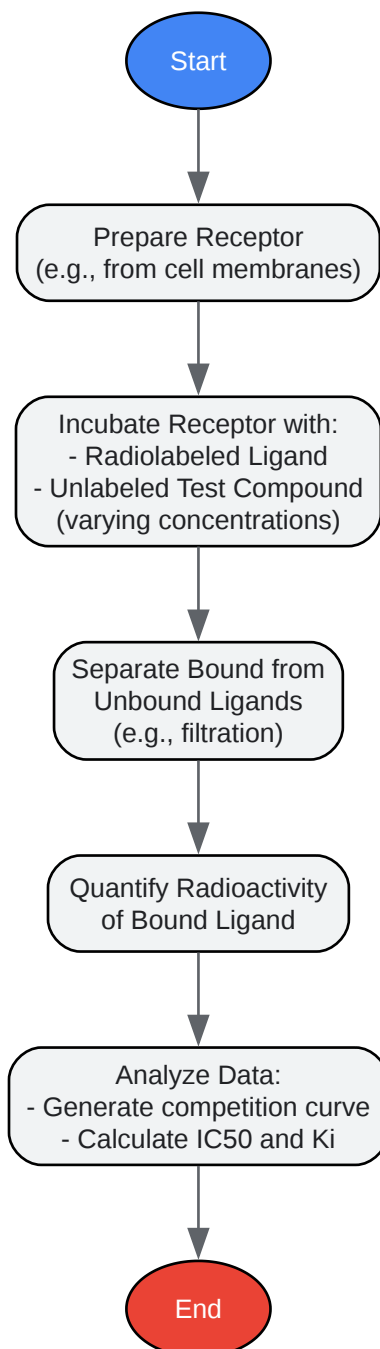 Start
Prepare Receptor
(e.g., from cell membranes)
Incubate Receptor with:
- Radiolabeled Ligand
- Unlabeled Test Compound
(varying concentrations)
Separate Bound from
Unbound Ligands
(e.g., filtration)
Quantify Radioactivity
of Bound Ligand
Analyze Data:
- Generate competition curve
- Calculate IC50 and Ki
End